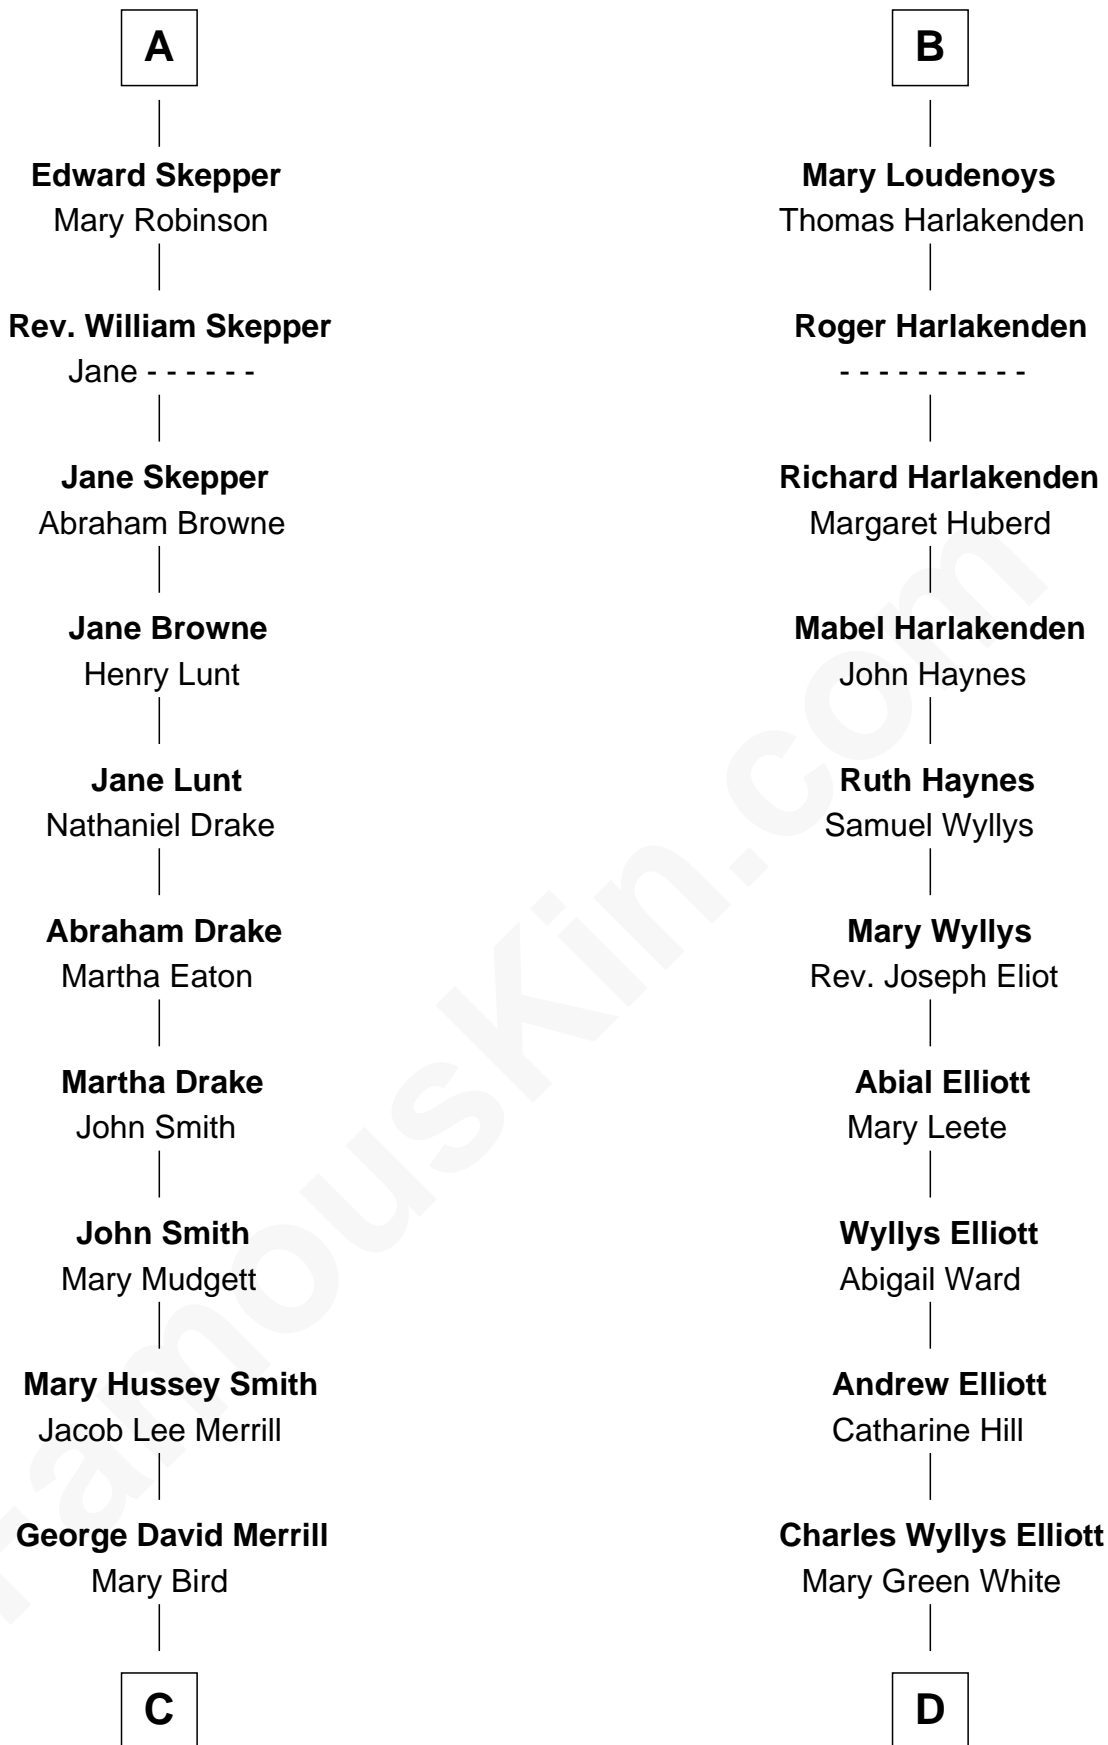 A
Edward Skepper
Mary Robinson
Rev. William Skepper
Jane - - - - - -
Jane Skepper
Abraham Browne
Jane Browne
Henry Lunt
Jane Lunt
Nathaniel Drake
Abraham Drake
Martha Eaton
Martha Drake
John Smith
John Smith
Mary Mudgett
Mary Hussey Smith
Jacob Lee Merrill
George David Merrill
Mary Bird
C
B
Mary Loudenoys
Thomas Harlakenden
Roger Harlakenden
- - - - - - - - - -
Richard Harlakenden
Margaret Huberd
Mabel Harlakenden
John Haynes
Ruth Haynes
Samuel Wyllys
Mary Wyllys
Rev. Joseph Eliot
Abial Elliott
Mary Leete
Wyllys Elliott
Abigail Ward
Andrew Elliott
Catharine Hill
Charles Wyllys Elliott
Mary Green White
D
FamousKin.com